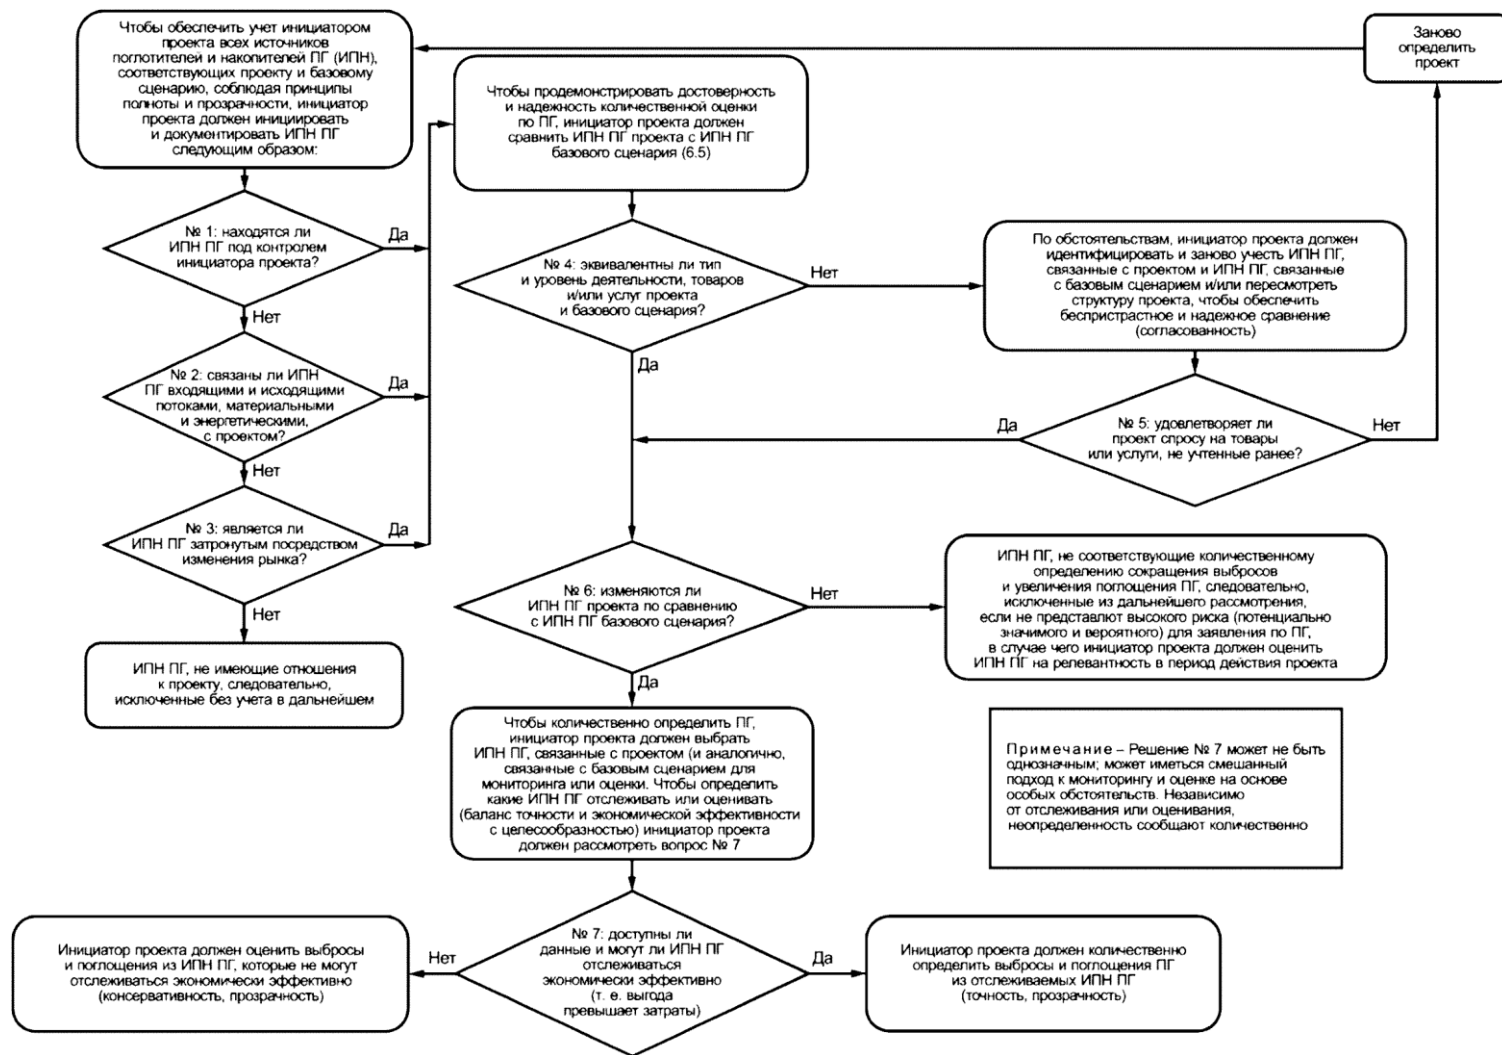 Чтобы обеспечить учет инициатором
проекта всех источников
поглотителей и накопителей ПГ (ИПН),
соответствующих проекту и базовому
сценарию, соблюдая принципы
полноты и прозрачности, инициатор
проекта должен инициировать
и документировать ИПН ПГ
следующим образом:
Заново
определить
проект
Чтобы продемонстрировать достоверность
и надежность количественной оценки
по ПГ, инициатор проекта должен
сравнить ИПН ПГ проекта с ИПН ПГ
базового сценария (6.5)
№ 1: находятся ли
ИПН ПГ под контролем
инициатора проекта?
Да
Нет
№ 2: связаны ли ИПН
ПГ входящими и исходящими
потоками, материальными
и энергетическими,
с проектом?
Да
Нет
№ 3: является ли
ИПН ПГ затронутым посредством
изменения рынка?
Да
Нет
ИПН ПГ, не имеющие отношения
к проекту, следовательно,
исключенные без учета в дальнейшем
№ 4: эквивалентны ли тип
и уровень деятельности, товаров
и/или услуг проекта
и базового сценария?
Нет
Да
По обстоятельствам, инициатор проекта должен
идентифицировать и заново учесть ИПН ПГ,
связанные с проектом и ИПН ПГ, связанные
с базовым сценарием и/или пересмотреть
структуру проекта, чтобы обеспечить
беспристрастное и надежное сравнение
(согласованность)
№ 5: удовлетворяет ли
проект спросу на товары
или услуги, не учтенные ранее?
Да
Нет
№ 6: изменяются ли
ИПН ПГ проекта по сравнению
с ИПН ПГ базового сценария?
Нет
Да
ИПН ПГ, не соответствующие количественному
определению сокращения выбросов
и увеличения поглощения ПГ, следовательно,
исключенные из дальнейшего рассмотрения,
если не представлют высокого риска (потенциально
значимого и вероятного) для заявления по ПГ,
в случае чего инициатор проекта должен оценить
ИПН ПГ на релевантность в период действия проекта
Чтобы количественно определить ПГ,
инициатор проекта должен выбрать
ИПН ПГ, связанные с проектом (и аналогично,
связанные с базовым сценарием для
мониторинга или оценки. Чтобы определить
какие ИПН ПГ отслеживать или оценивать
(баланс точности и экономической эффективности
с целесообразностью) инициатор проекта
должен рассмотреть вопрос № 7
Примечание – Решение № 7 может не быть
однозначным; может иметься смешанный
подход к мониторингу и оценке на основе
особых обстоятельств. Независимо
от отслеживания или оценивания,
неопределенность сообщают количественно
№ 7: доступны ли
данные и могут ли ИПН ПГ
отслеживаться
экономически эффективно
(т. е. выгода
превышает затраты)
Нет
Да
Инициатор проекта должен оценить выбросы
и поглощения из ИПН ПГ, которые не могут
отслеживаться экономически эффективно
(консервативность, прозрачность)
Инициатор проекта должен количественно
определить выбросы и поглощения ПГ
из отслеживаемых ИПН ПГ
(точность, прозрачность)